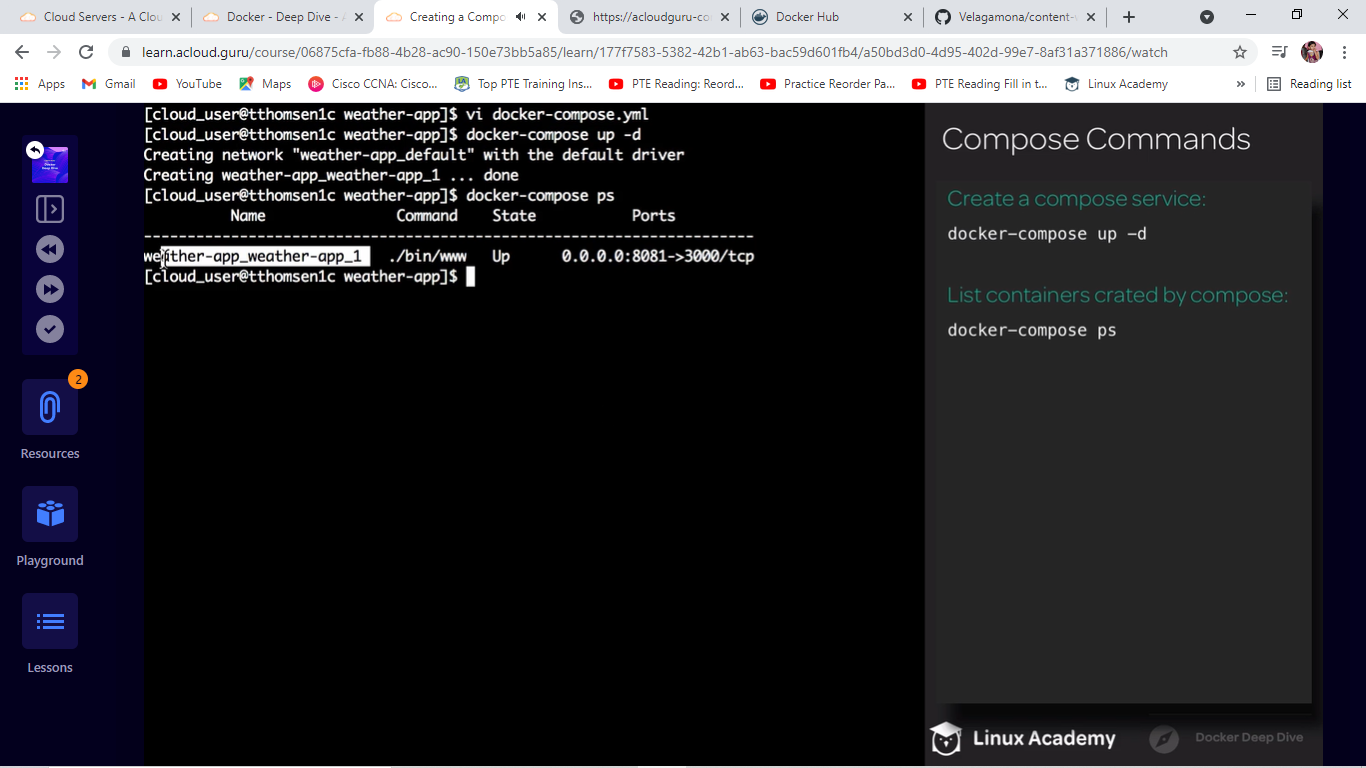 Cloud Servers - A Clou
Docker - Deep Dive - A
Creating a Compo
https://acloudguru-co
Docker Hub
Velagamona/content-
learn.acloud.guru/course/06875cfa-fb88-4b28-ac90-150e73bb5a85/learn/177f7583-5382-42b1-ab63-bac59d601fb4/a50bd3d0-4d95-402d-99e7-8af31a371886/watch
Apps
Gmail
YouTube
Maps
Cisco CCNA: Cisco...
Top PTE Training Ins...
PTE Reading: Reord...
Practice Reorder Pa...
PTE Reading Fill in t...
Linux Academy
»
Reading list
Docker
Deep Dive
2
Resources
Playground
Lessons
[cloud_user@tthomsen1c weather-app]$ vi docker-compose.yml
[cloud_user@tthomsen1c weather-app]$ docker-compose up -d
Creating network "weather-app_default" with the default driver
Creating weather-app_weather-app_1 ... done
[cloud_user@tthomsen1c weather-app]$ docker-compose ps
Name Command State Ports
----------------------------------------------------------------------
weather-app_weather-app_1 ./bin/www Up 0.0.0.0:8081->3000/tcp
[cloud_user@tthomsen1c weather-app]$
Compose Commands
Create a compose service:
docker-compose up -d
List containers crated by compose:
docker-compose ps
Linux Academy
Docker Deep Dive